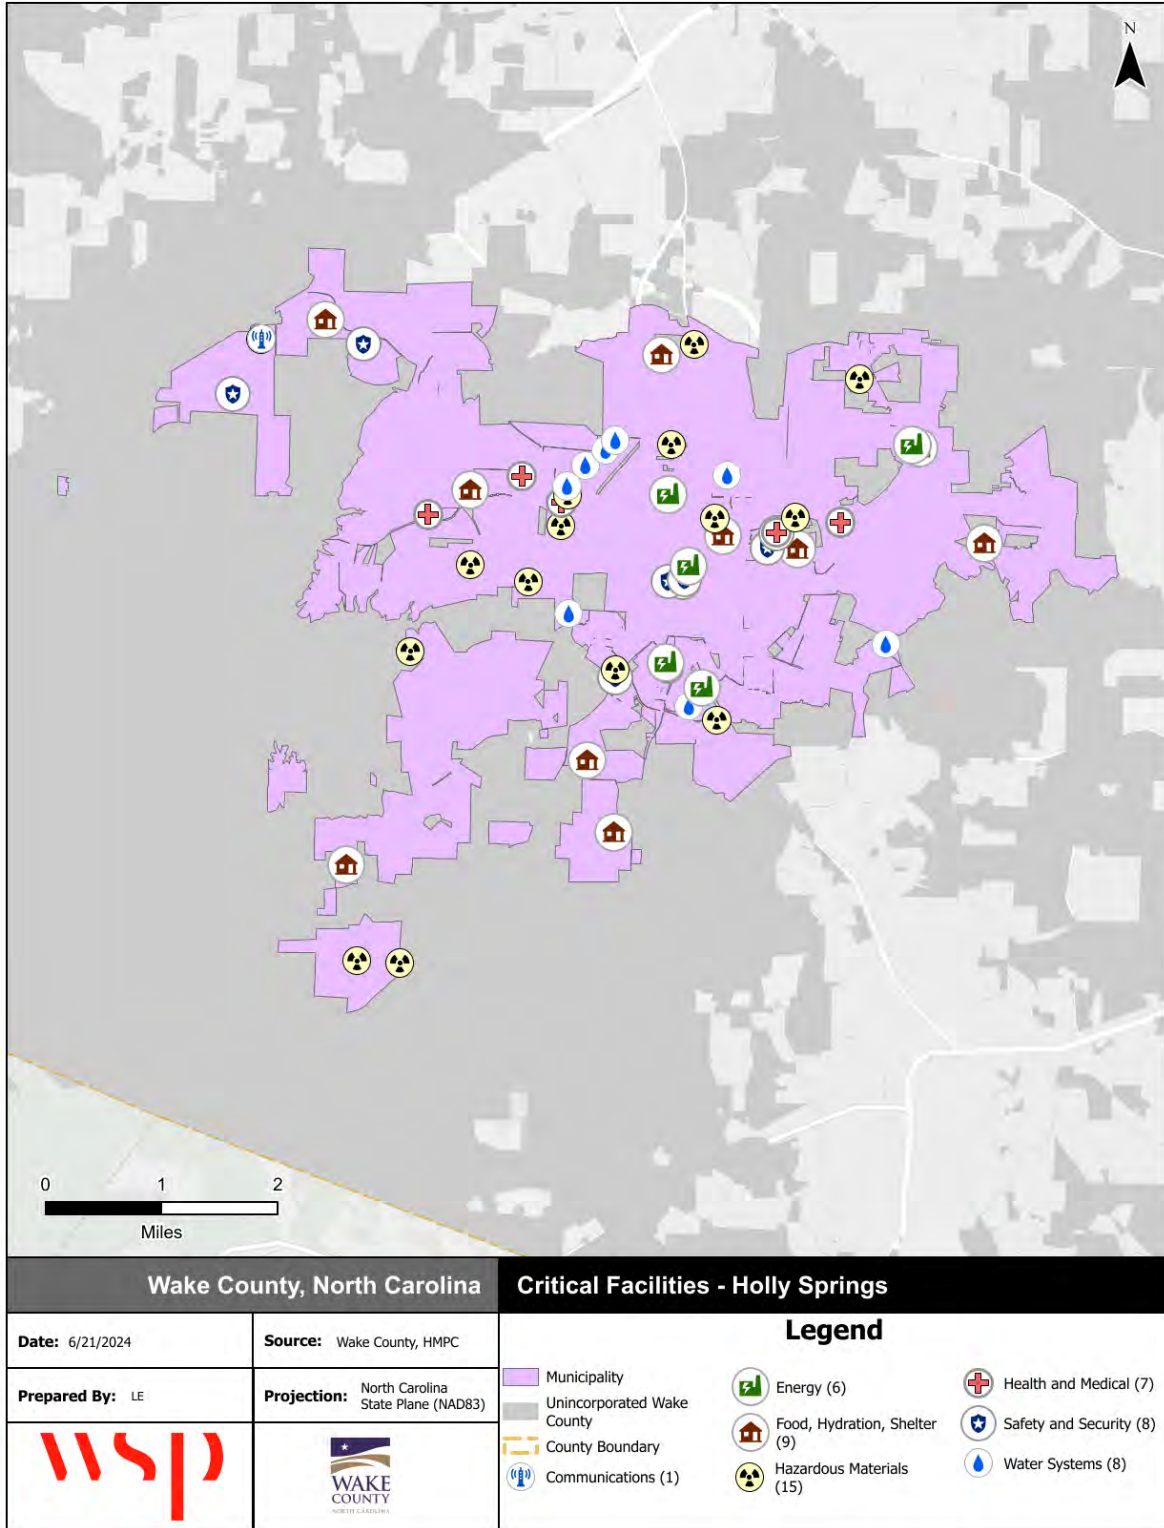 N
0 1 2
Miles
Wake County, North Carolina
Critical Facilities - Holly Springs
Date: 6/21/2024
Source: Wake County, HMPC
Prepared By: LE
Projection: North Carolina
State Plane (NAD83)
wsp
WAKE
COUNTY
NORTH CAROLINA
Legend
Municipality
Unincorporated Wake
County
County Boundary
Communications (1)
Energy (6)
Food, Hydration, Shelter
(9)
Hazardous Materials
(15)
Health and Medical (7)
Safety and Security (8)
Water Systems (8)